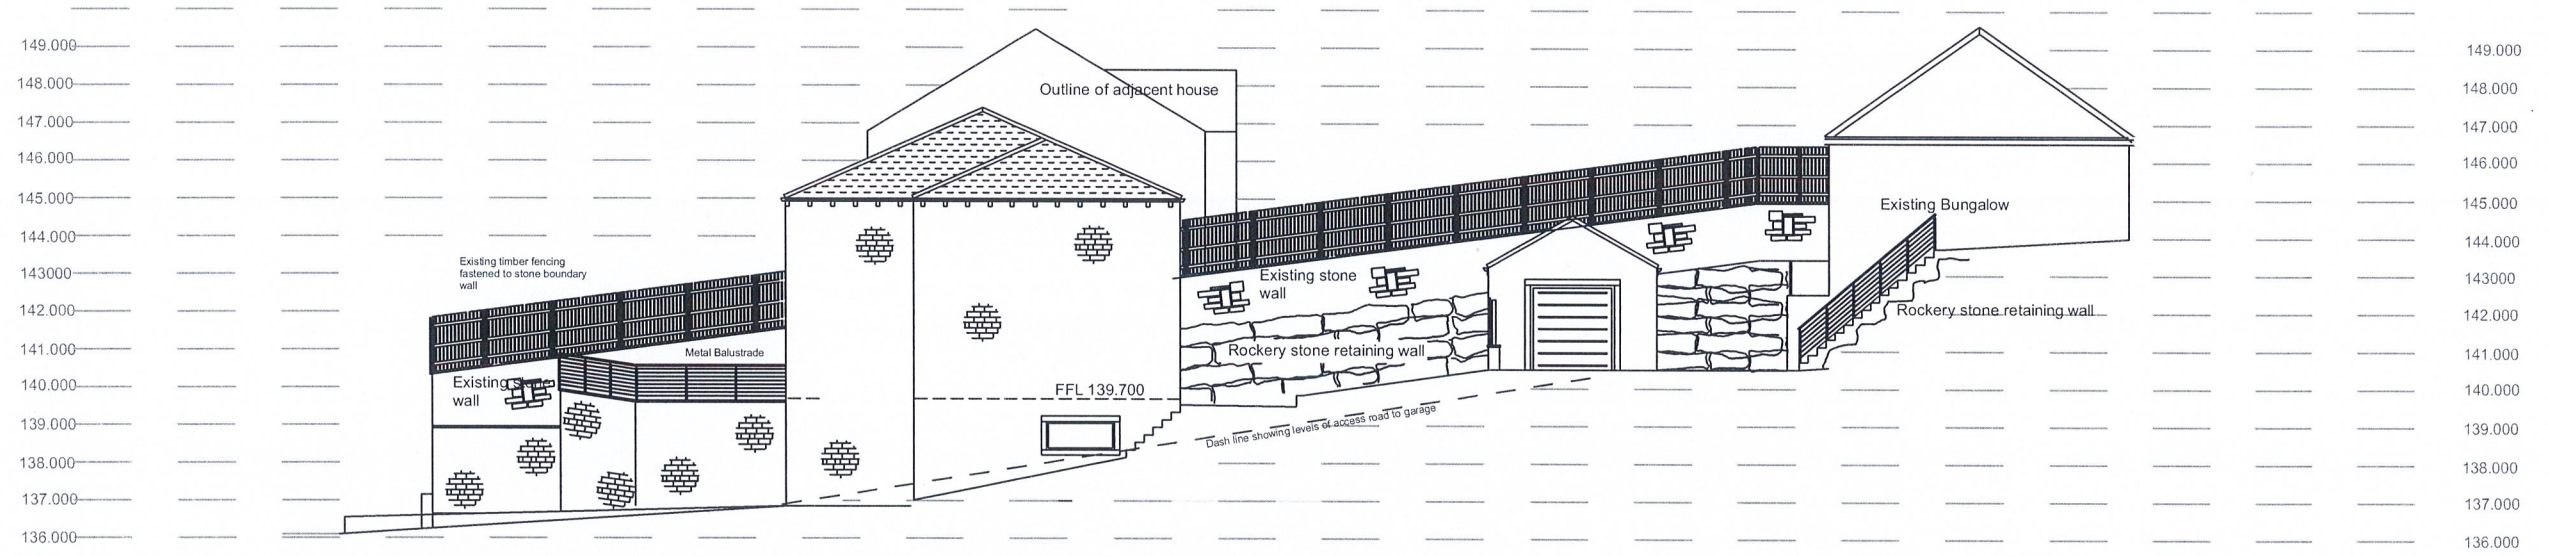 149.000
148.000
147.000
146.000
145.000
144.000
143000
142.000
141.000
140.000
139.000
138.000
137.000
136.000
Existing timber fencing
fastened to stone boundary
wall
Existing stone
wall
Metal Balustrade
Outline of adjacent house
FFL 139.700
Existing stone
wall
Rockery stone retaining wall
Dash line showing levels of access road to garage
Existing Bungalow
Rockery stone retaining wall
149.000
148.000
147.000
146.000
145.000
144.000
143000
142.000
141.000
140.000
139.000
138.000
137.000
136.000